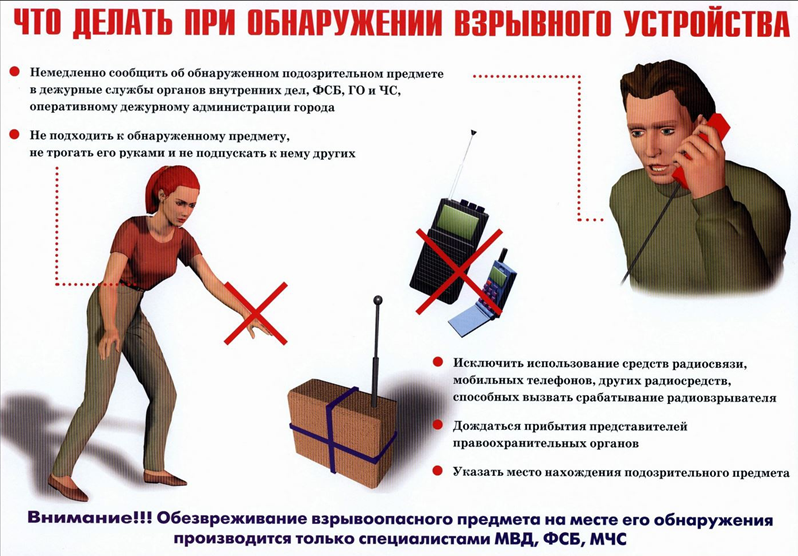 ЧТО ДЕЛАТЬ ПРИ ОБНАРУЖЕНИИ ВЗРЫВНОГО УСТРОЙСТВА
Немедленно сообщить об обнаруженном подозрительном предмете
в дежурные службы органов внутренних дел, ФСБ, ГО и ЧС,
оперативному дежурному администрации города
Не подходить к обнаруженному предмету,
не трогать его руками и не подпускать к нему других
Исключить использование средств радиосвязи,
мобильных телефонов, других радиосредств,
способных вызвать срабатывание радиовзрывателя
Дождаться прибытия представителей
правоохранительных органов
Указать место нахождения подозрительного предмета
Внимание!!! Обезвреживание взрывоопасного предмета на месте его обнаружения
производится только специалистами МВД, ФСБ, МЧС